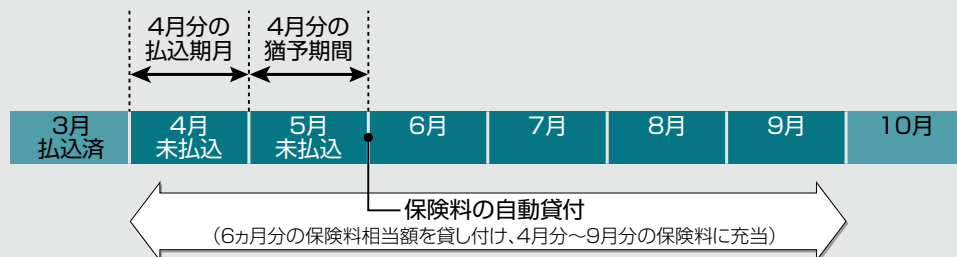 4月分の
払込期月
4月分の
猶予期間
3月
払込済
4月
未払込
5月
未払込
6月
7月
8月
9月
10月
保険料の自動貸付
（6ヵ月分の保険料相当額を貸し付け、4月分～9月分の保険料に充当）